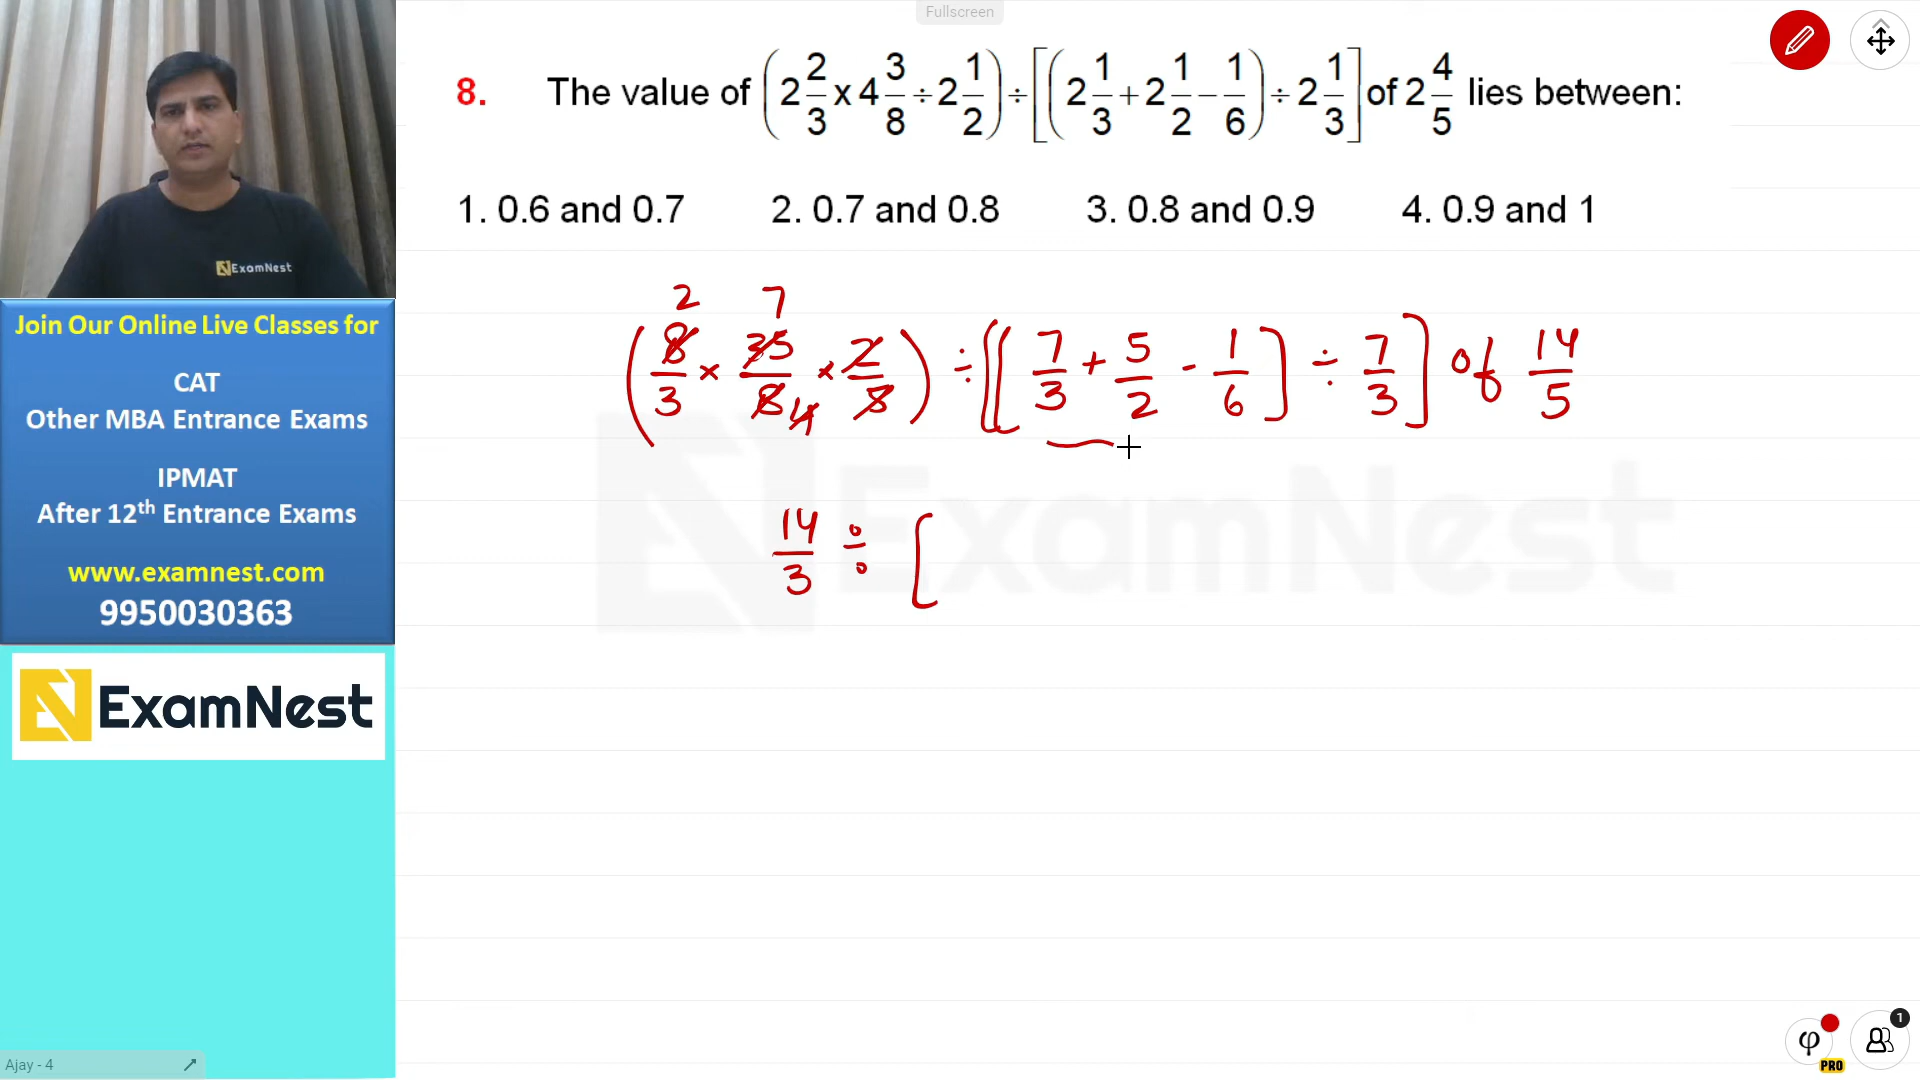 Fullscreen
8. The value of (2 2/3 x 4 3/8 ÷ 2 1/2) ÷ [(2 1/3 + 2 1/2 − 1/6) ÷ 2 1/3] of 2 4/5 lies between:
1. 0.6 and 0.7 2. 0.7 and 0.8 3. 0.8 and 0.9 4. 0.9 and 1
2 7
(8/3 × 35/8 4 × 2/5) ÷ [[7/3 + 5/2 - 1/6] ÷ 7/3] of 14/5
14/3 ÷ [
ExamNest
ExamNest
Join Our Online Live Classes for
CAT
Other MBA Entrance Exams
IPMAT
After 12th Entrance Exams
www.examnest.com
9950030363
ExamNest
Ajay - 4
φ
PRO
1